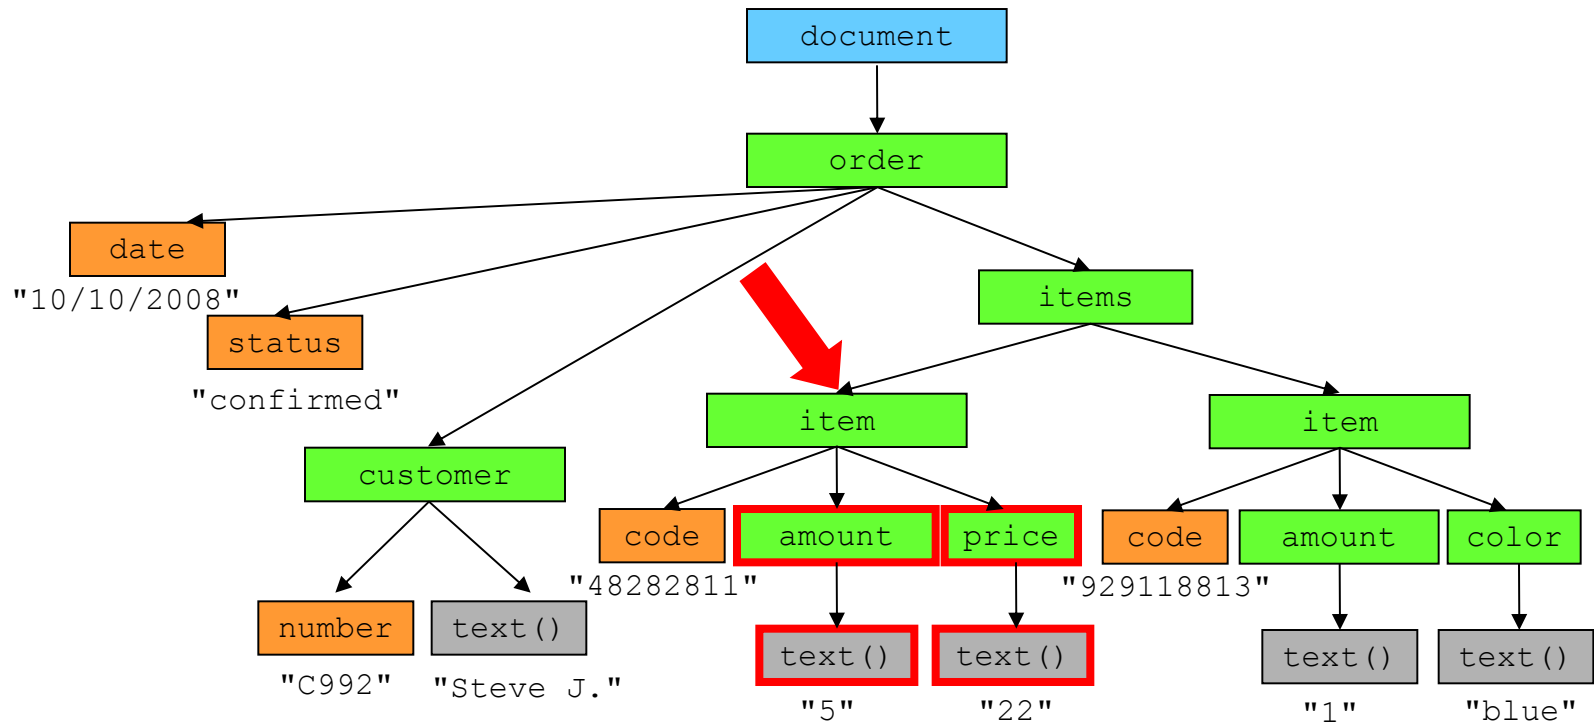 document
order
date
"10/10/2008"
items
status
"confirmed"
item
item
customer
code
amount
price
code
amount
color
"48282811"
"929118813"
number
text()
text()
text()
text()
text()
"C992"
"Steve J."
"5"
"22"
"1"
"blue"